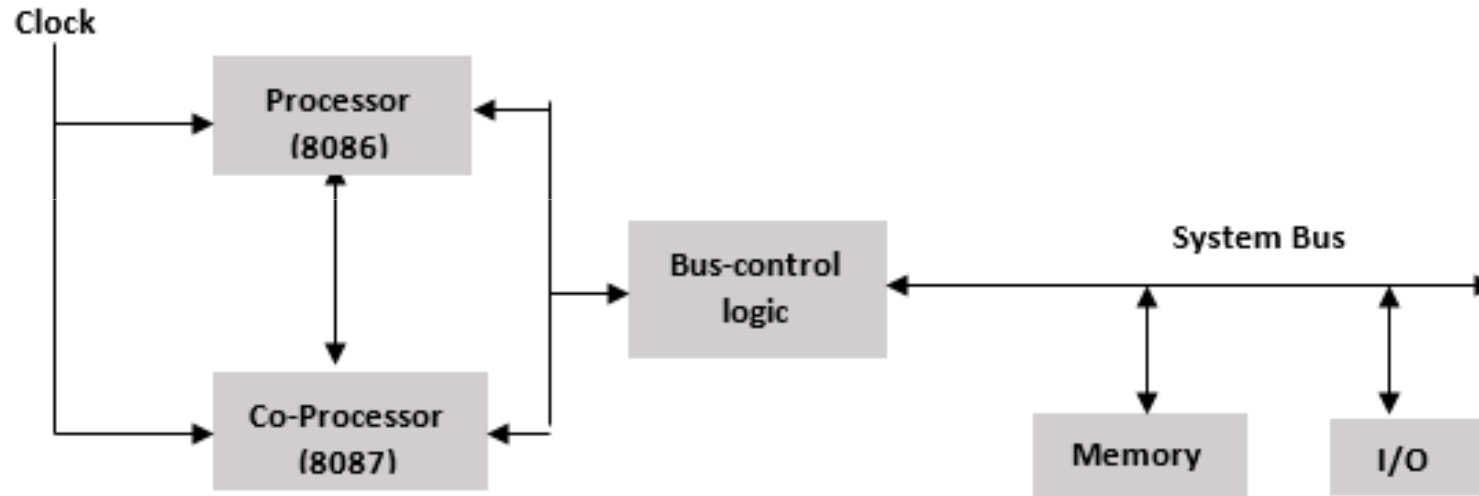 Clock
Processor
(8086)
Bus-control
logic
System Bus
Co-Processor
(8087)
Memory
I/O